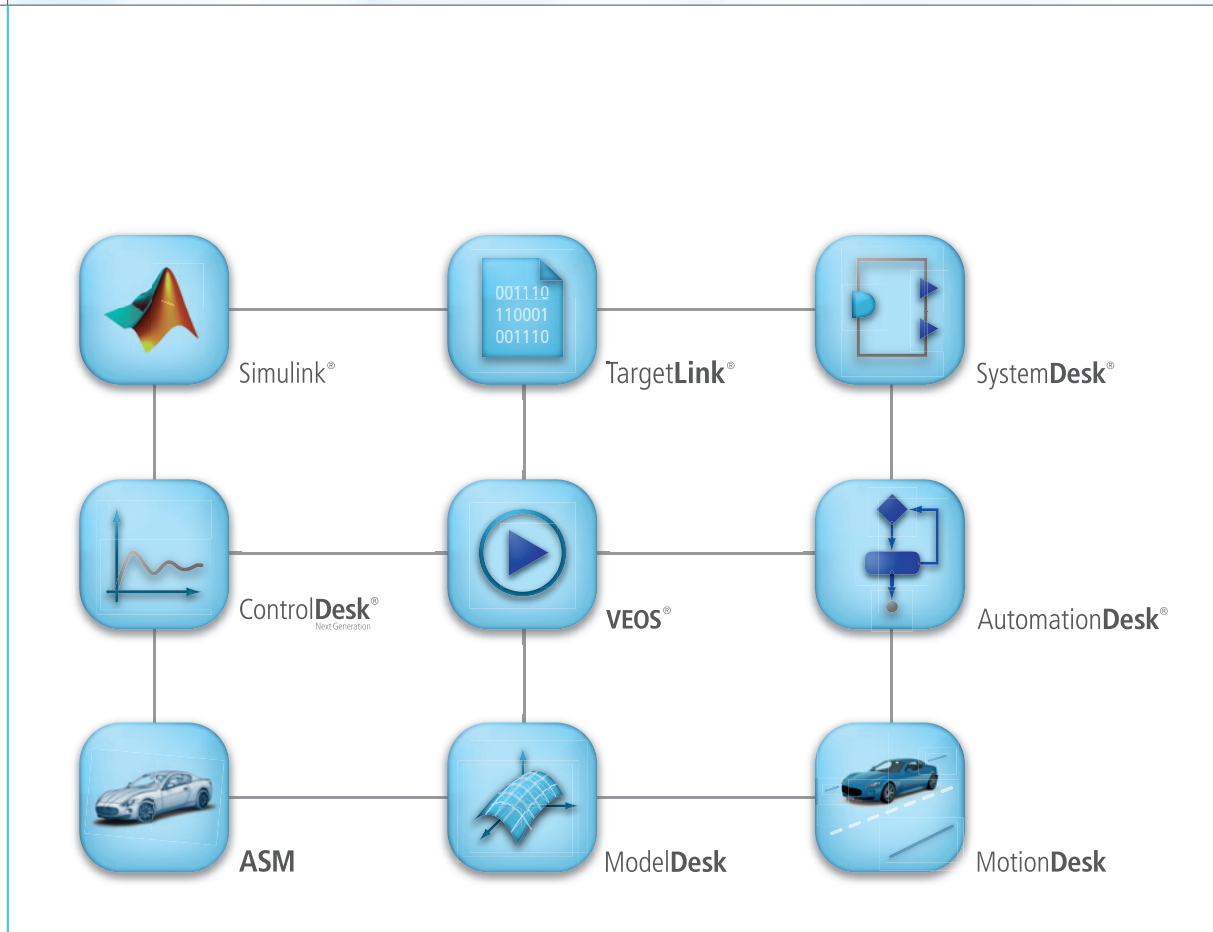 001110
110001
001110
Simulink®
TargetLink®
SystemDesk®
ControlDesk®
Next Generation
VEOS®
AutomationDesk®
ASM
ModelDesk
MotionDesk